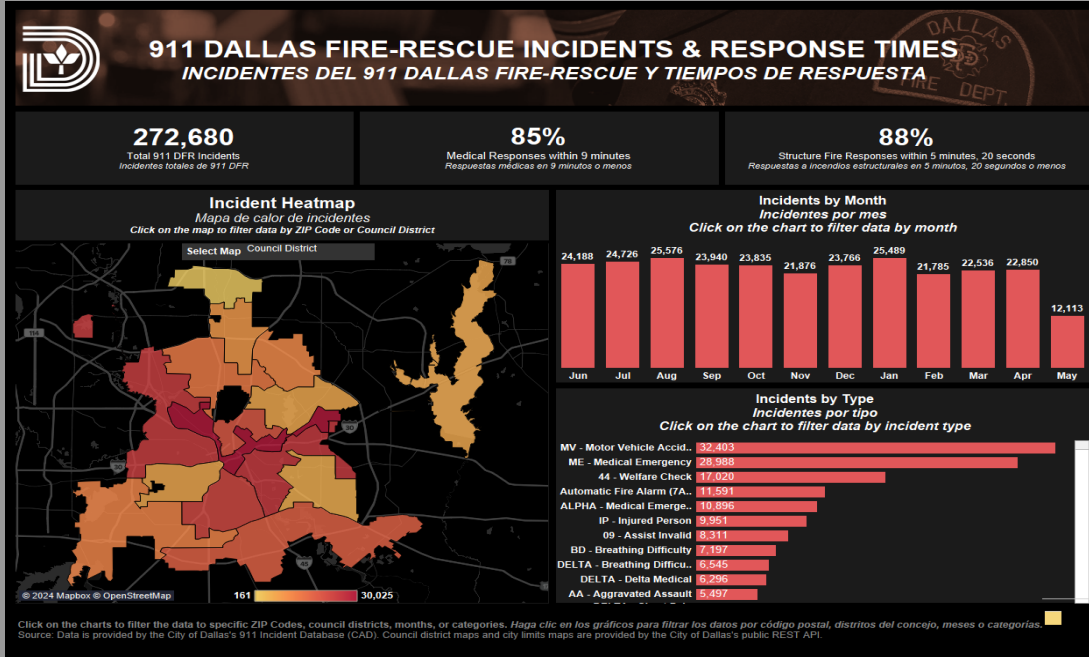 911 DALLAS FIRE-RESCUE INCIDENTS & RESPONSE TIMES
INCIDENTES DEL 911 DALLAS FIRE-RESCUE Y TIEMPOS DE RESPUESTA
DALLAS
FIRE DEPT.
272,680
Total 911 DFR Incidents
Incidentes totales de 911 DFR
85%
Medical Responses within 9 minutes
Respuestas médicas en 9 minutos o menos
88%
Structure Fire Responses within 5 minutes, 20 seconds
Respuestas a incendios estructurales en 5 minutos, 20 segundos o menos
Incident Heatmap
Mapa de calor de incidentes
Click on the map to filter data by ZIP Code or Council District
Select Map Council District
78
114
30
30
45
161 30,025
© 2024 Mapbox © OpenStreetMap
Incidents by Month
Incidentes por mes
Click on the chart to filter data by month
24,188 24,726 25,576 23,940 23,835 21,876 23,766 25,489 21,785 22,536 22,850 12,113
Jun Jul Aug Sep Oct Nov Dec Jan Feb Mar Apr May
Incidents by Type
Incidentes por tipo
Click on the chart to filter data by incident type
MV - Motor Vehicle Accid.. 32,403
ME - Medical Emergency 28,988
44 - Welfare Check 17,020
Automatic Fire Alarm (7A.. 11,591
ALPHA - Medical Emerge.. 10,896
IP - Injured Person 9,951
09 - Assist Invalid 8,311
BD - Breathing Difficulty 7,197
DELTA - Breathing Difficu.. 6,545
DELTA - Delta Medical 6,296
AA - Aggravated Assault 5,497
Click on the charts to filter the data to specific ZIP Codes, council districts, months, or categories. Haga clic en los gráficos para filtrar los datos por código postal, distritos del concejo, meses o categorías.
Source: Data is provided by the City of Dallas's 911 Incident Database (CAD). Council district maps and city limits maps are provided by the City of Dallas's public REST API.